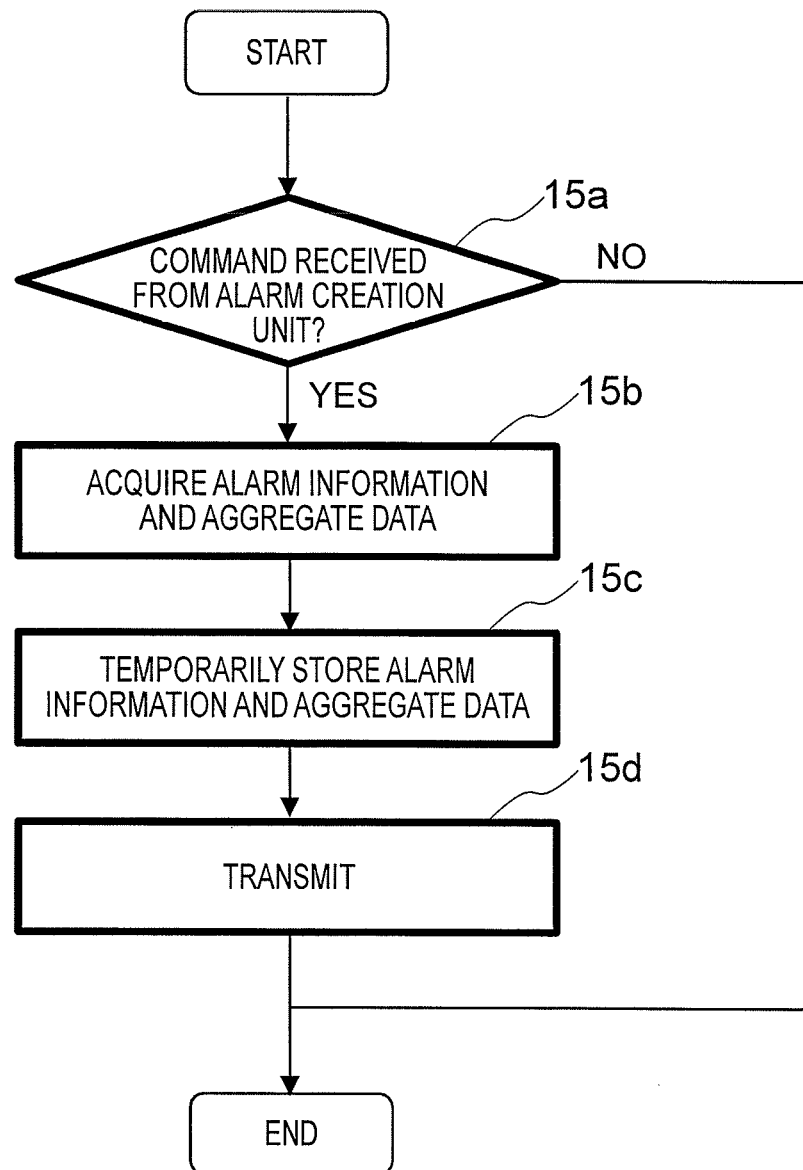 START
15a
COMMAND RECEIVED
FROM ALARM CREATION
UNIT?
NO
YES
15b
ACQUIRE ALARM INFORMATION
AND AGGREGATE DATA
15c
TEMPORARILY STORE ALARM
INFORMATION AND AGGREGATE DATA
15d
TRANSMIT
END